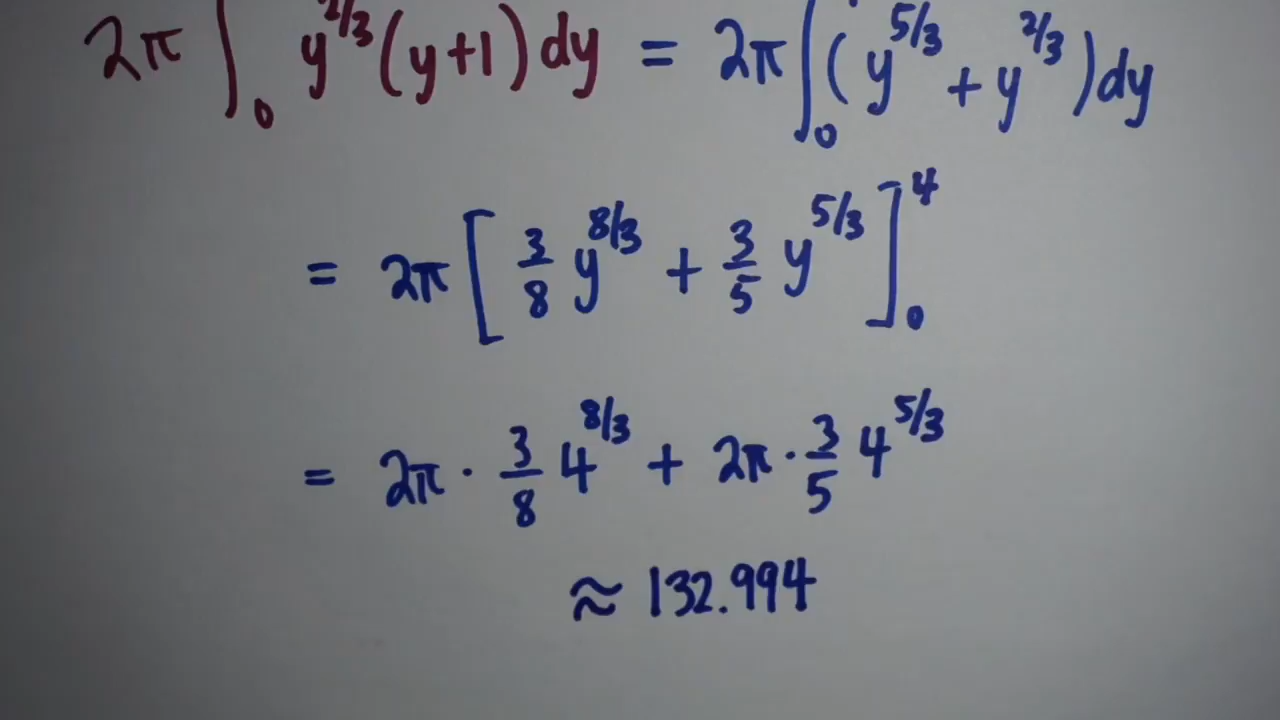 2π ∫₀ y^{2/3} (y+1) dy = 2π ∫₀ (y^{5/3} + y^{2/3}) dy
= 2π [ 3/8 y^{8/3} + 3/5 y^{5/3} ]₀⁴
= 2π · 3/8 4^{8/3} + 2π · 3/5 4^{5/3}
≈ 132.994